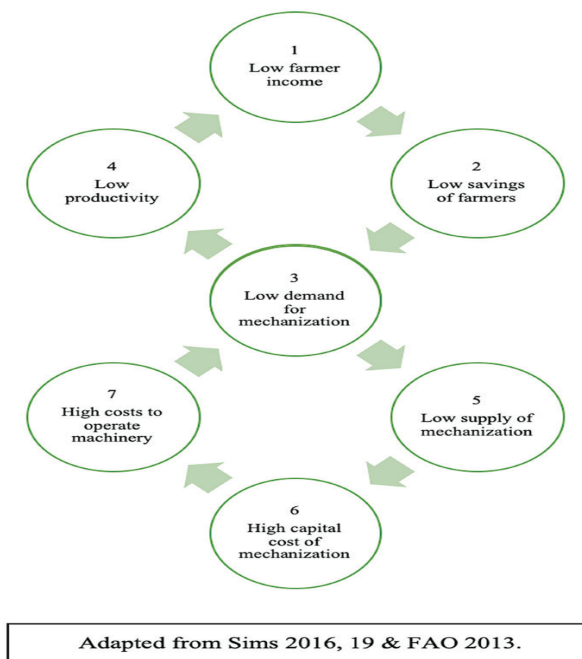 1
Low farmer
income
2
Low savings
of farmers
3
Low demand
for
mechanization
4
Low
productivity
5
Low supply of
mechanization
6
High capital
cost of
mechanization
7
High costs to
operate
machinery
Adapted from Sims 2016, 19 & FAO 2013.